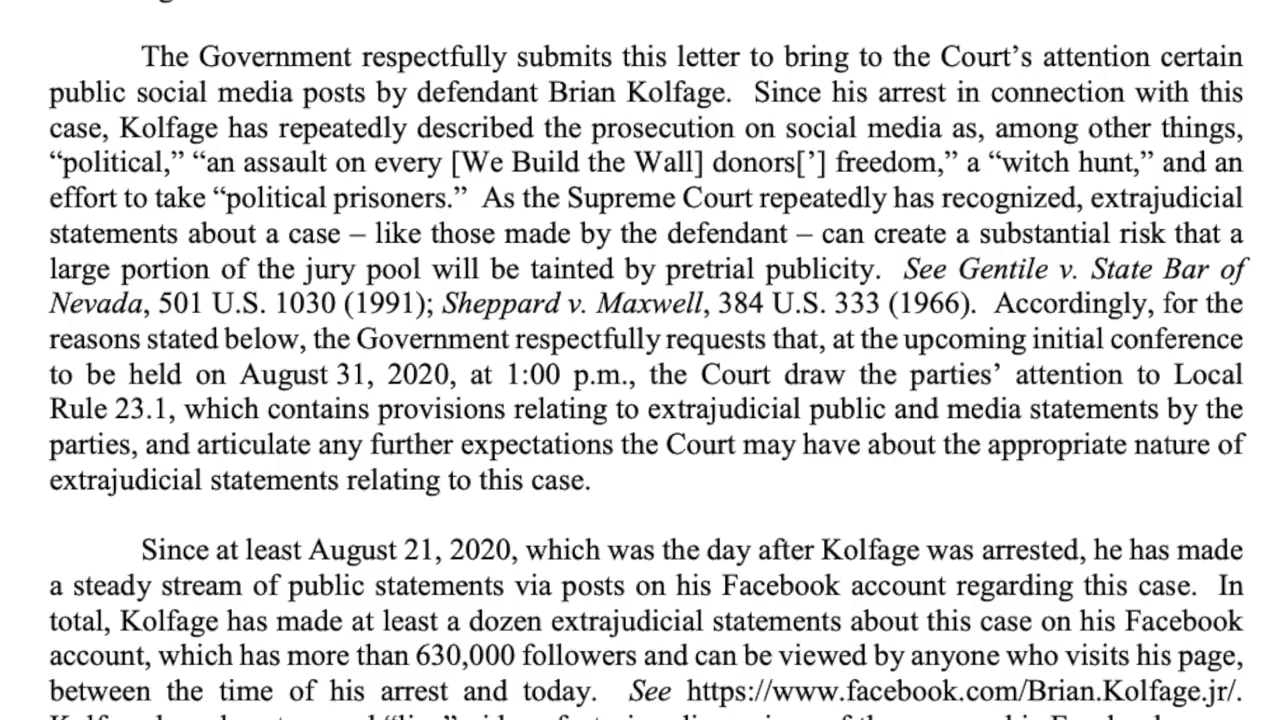 The Government respectfully submits this letter to bring to the Court’s attention certain
public social media posts by defendant Brian Kolfage.  Since his arrest in connection with this
case, Kolfage has repeatedly described the prosecution on social media as, among other things,
“political,” “an assault on every [We Build the Wall] donors[’] freedom,” a “witch hunt,” and an
effort to take “political prisoners.”  As the Supreme Court repeatedly has recognized, extrajudicial
statements about a case – like those made by the defendant – can create a substantial risk that a
large portion of the jury pool will be tainted by pretrial publicity.  See Gentile v. State Bar of
Nevada, 501 U.S. 1030 (1991); Sheppard v. Maxwell, 384 U.S. 333 (1966).  Accordingly, for the
reasons stated below, the Government respectfully requests that, at the upcoming initial conference
to be held on August 31, 2020, at 1:00 p.m., the Court draw the parties’ attention to Local
Rule 23.1, which contains provisions relating to extrajudicial public and media statements by the
parties, and articulate any further expectations the Court may have about the appropriate nature of
extrajudicial statements relating to this case.
Since at least August 21, 2020, which was the day after Kolfage was arrested, he has made
a steady stream of public statements via posts on his Facebook account regarding this case.  In
total, Kolfage has made at least a dozen extrajudicial statements about this case on his Facebook
account, which has more than 630,000 followers and can be viewed by anyone who visits his page,
between the time of his arrest and today.  See https://www.facebook.com/Brian.Kolfage.jr/.